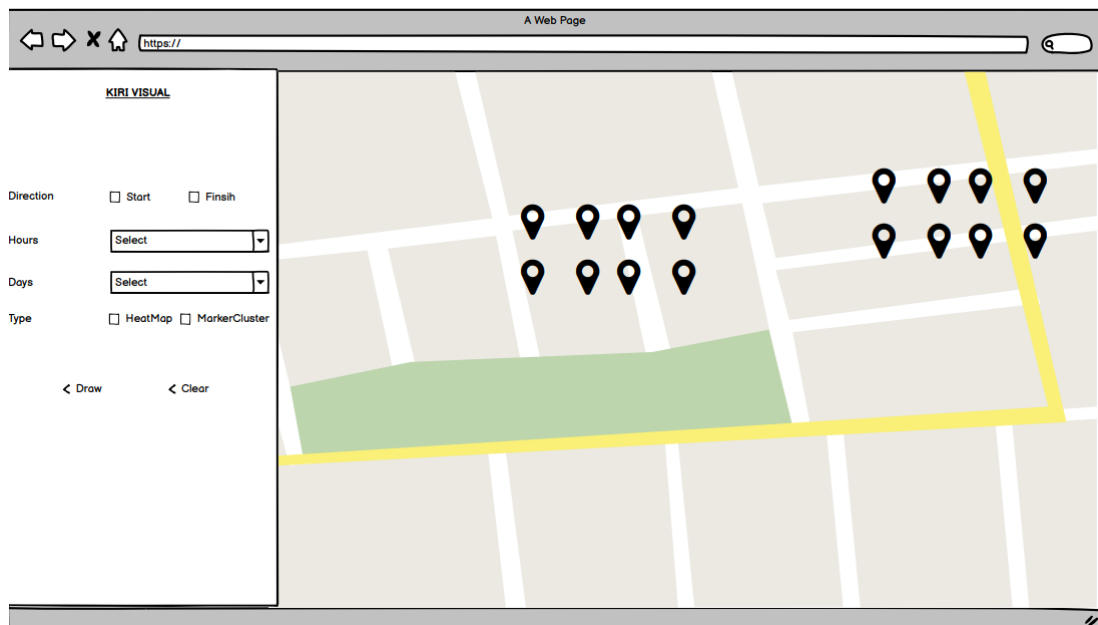 A Web Page
https://
KIRI VISUAL
Direction Start Finsih
Hours Select
Days Select
Type HeatMap MarkerCluster
< Draw < Clear